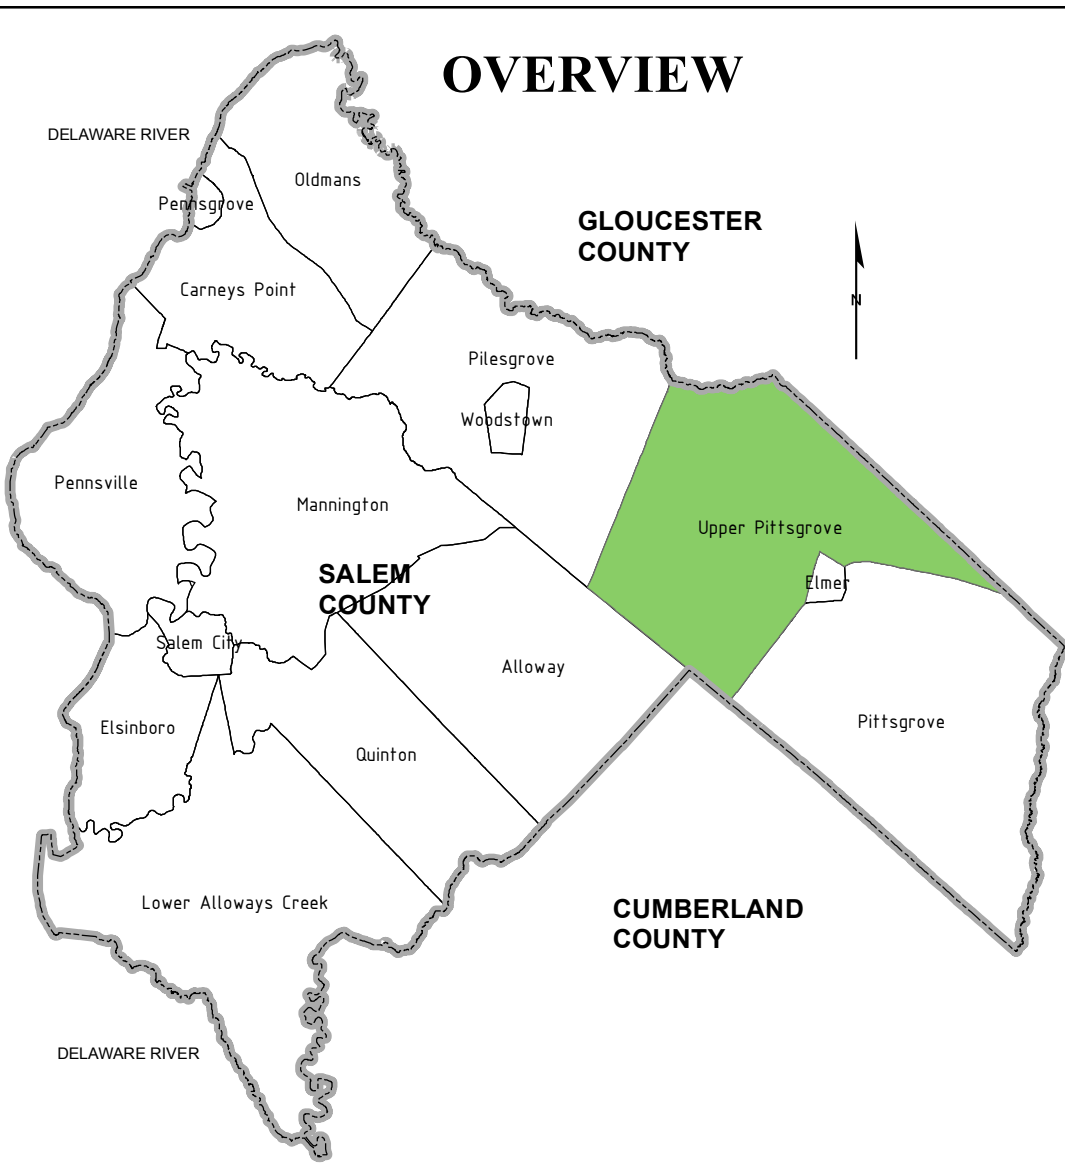 OVERVIEW
DELAWARE RIVER
Oldmans
Pennsgrove
GLOUCESTER
COUNTY
Carneys Point
N
Pilesgrove
Woodstown
Pennsville
Mannington
Upper Pittsgrove
SALEM
COUNTY
Elmer
Salem City
Alloway
Elsinboro
Pittsgrove
Quinton
Lower Alloways Creek
CUMBERLAND
COUNTY
DELAWARE RIVER